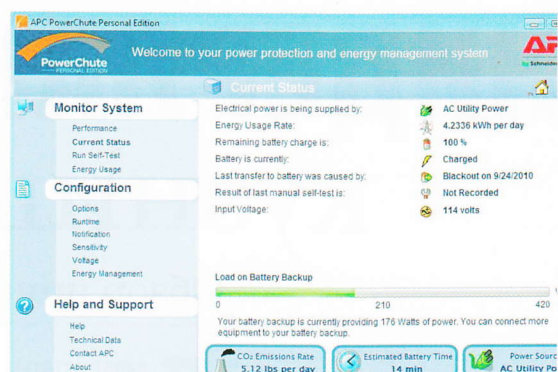 APC PowerChute Personal Edition
PowerChute
PERSONAL EDITION
Welcome to your power protection and energy management system
by Schneider
Current Status
Monitor System
Performance
Current Status
Run Self-Test
Energy Usage
Configuration
Options
Runtime
Notification
Sensitivity
Voltage
Energy Management
Help and Support
Help
Technical Data
Contact APC
About
Electrical power is being supplied by: AC Utility Power
Energy Usage Rate: 4.2336 kWh per day
Remaining battery charge is: 100 %
Battery is currently: Charged
Last transfer to battery was caused by: Blackout on 9/24/2010
Result of last manual self-test is: Not Recorded
Input Voltage: 114 volts
Load on Battery Backup
0 210 420
Your battery backup is currently providing 176 Watts of power. You can connect more
equipment to your battery backup.
CO₂ Emissions Rate
5.12 lbs per day
Estimated Battery Time
14 min
Power Sourc
AC Utility Po